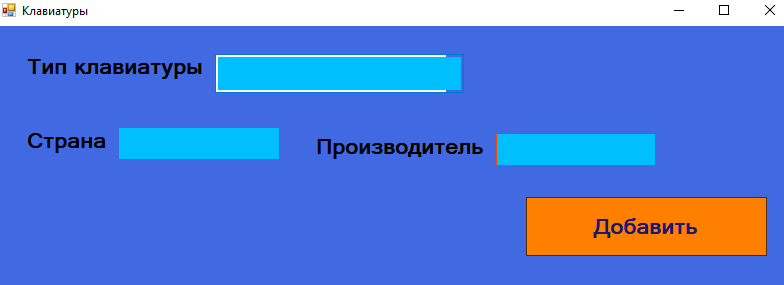 Клавиатуры
Тип клавиатуры
Страна
Производитель
Добавить